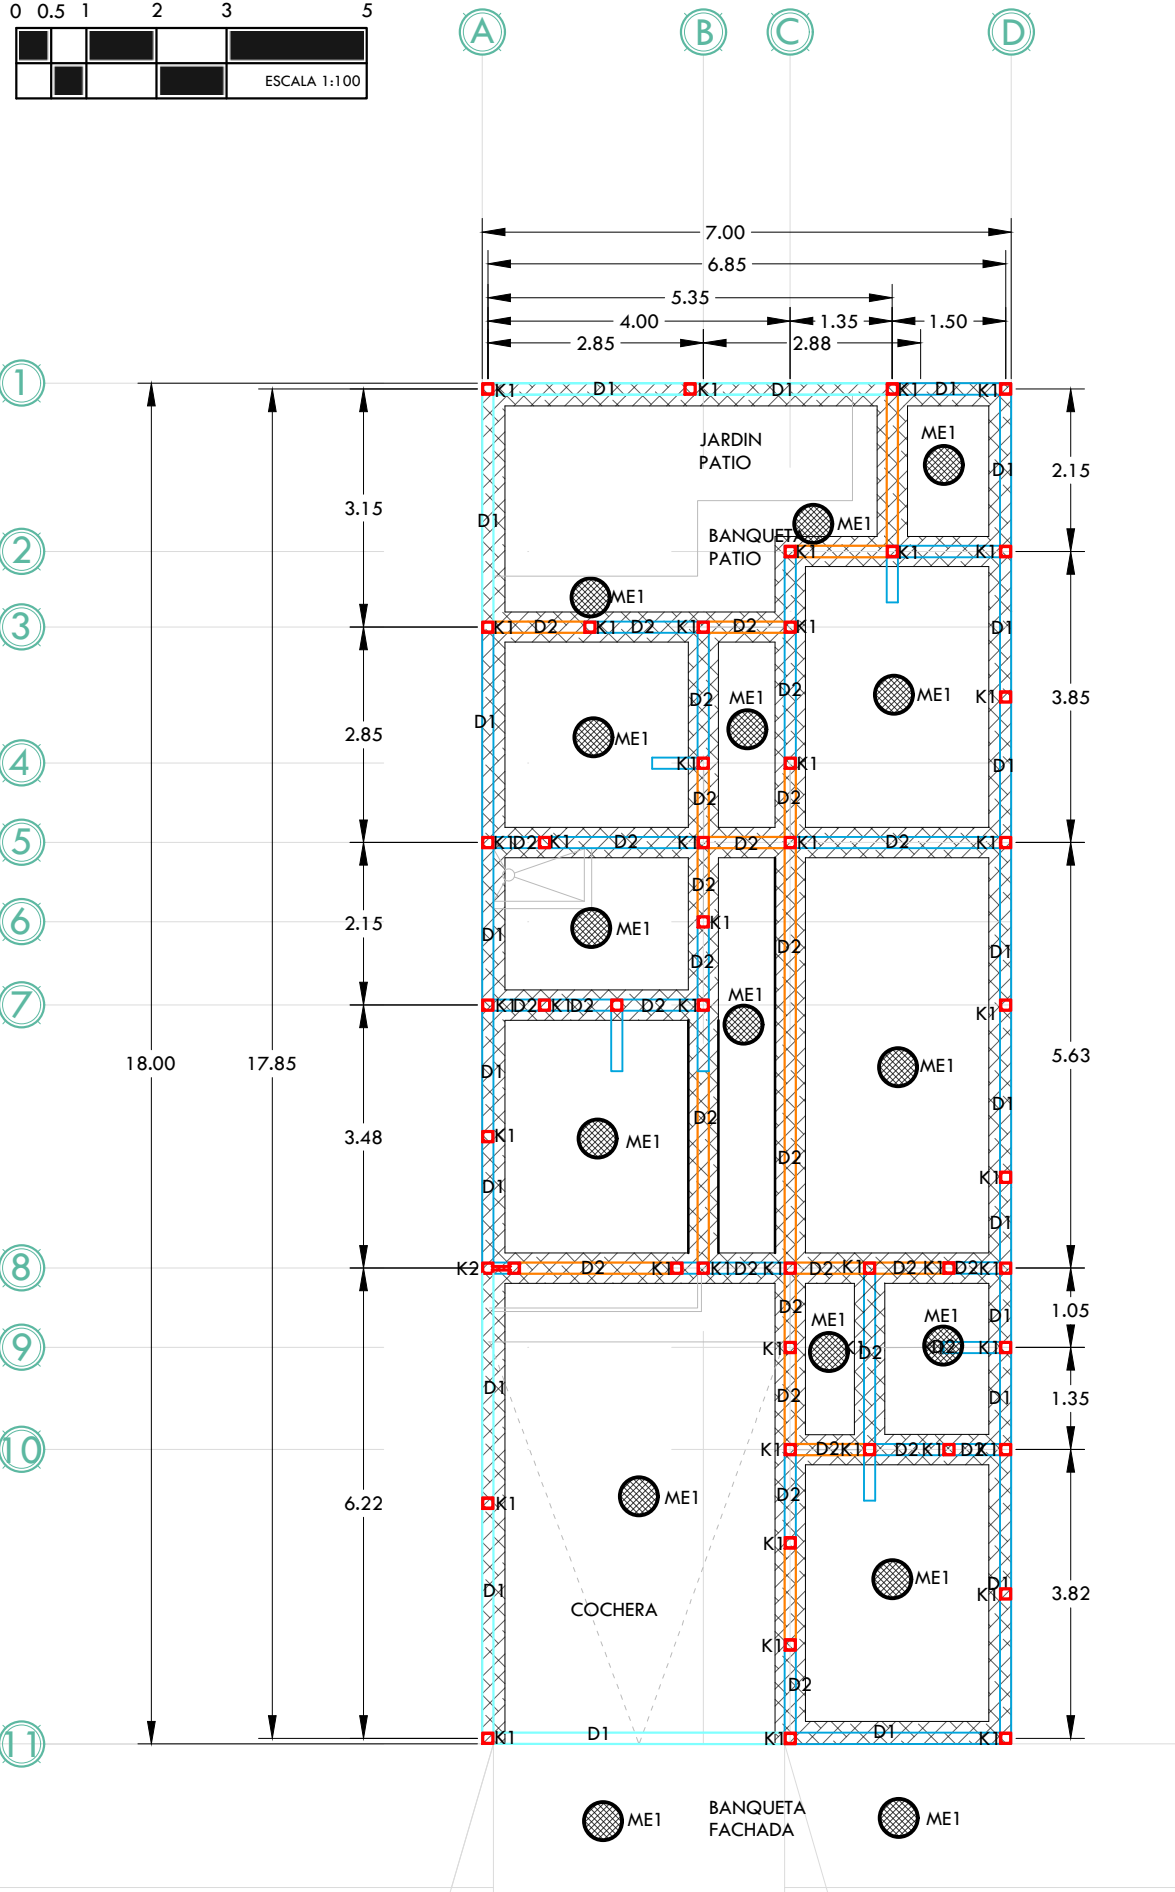 0 0.5 1 2 3 5
ESCALA 1:100
A B C D
7.00
6.85
5.35
4.00 1.35 1.50
2.85 2.88
1
K1 D1 K1 D1 K1 D1 K1
ME1
JARDIN
PATIO
D1 2.15
3.15
D1
ME1
BANQUETA
PATIO
2
K1 K1 K1
ME1
3
K1 D2 K1 D2 K1 D2 K1 D1
D2 D2
ME1 ME1 K1 3.85
D1
2.85
ME1
4
K1 K1 D1
D2 D2
5
K1 D2 K1 D2 K1 D2 K1 D2 K1
D2
6
2.15
ME1 K1
D1 D2 D2 D1
7
K1 D2 K1 D2 D2 K1 ME1 K1
18.00 17.85 5.63
D1 ME1
D2 D1
3.48
K1 ME1
D2
D1 K1
D1
8
K2 D2 K1 K1 D2 K1 D2 K1 D2 K1 D2 K1
D2 ME1 ME1 D1 1.05
9
K1 K1 D2 D2 K1
D1 D2 D1 1.35
10
K1 D2 K1 D2 K1 D2 K1
6.22
K1 ME1 D2
K1
ME1 D1
D1 K1 3.82
COCHERA
K1
D2
11
K1 D1 K1 D1 K1
ME1
BANQUETA
FACHADA
ME1